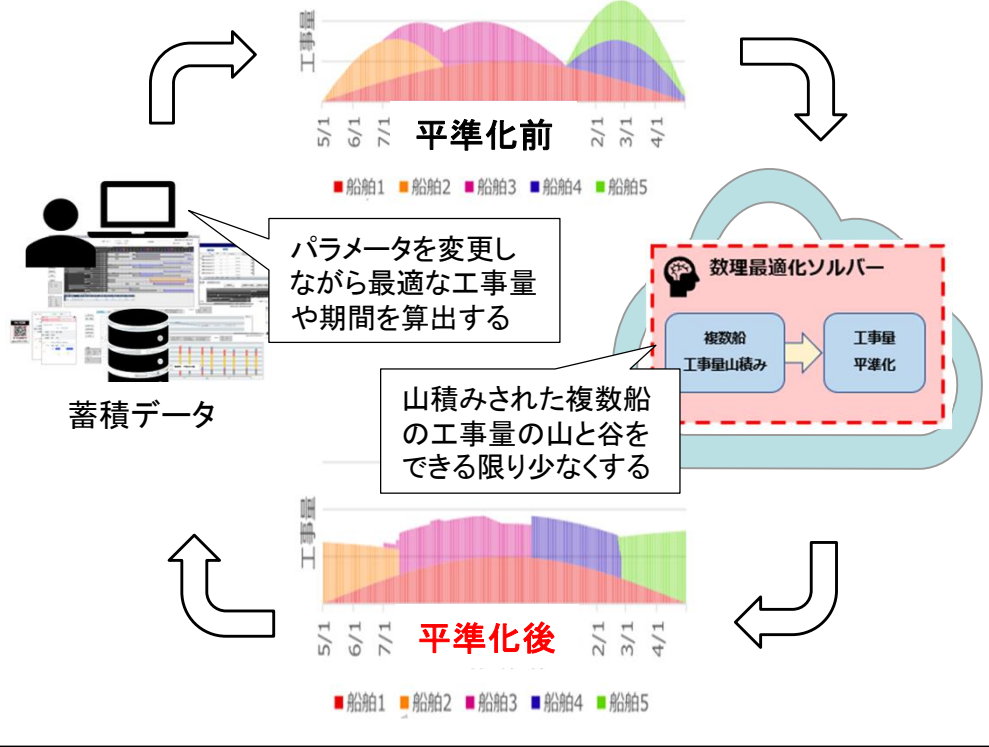 工事量
5/1
6/1
7/1
平準化前
2/1
3/1
4/1
■船舶1 ■船舶2 ■船舶3 ■船舶4 ■船舶5
パラメータを変更し
ながら最適な工事量
や期間を算出する
蓄積データ
数理最適化ソルバー
複数船
工事量山積み
工事量
平準化
山積みされた複数船
の工事量の山と谷を
できる限り少なくする
工事量
5/1
6/1
7/1
平準化後
2/1
3/1
4/1
■船舶1 ■船舶2 ■船舶3 ■船舶4 ■船舶5